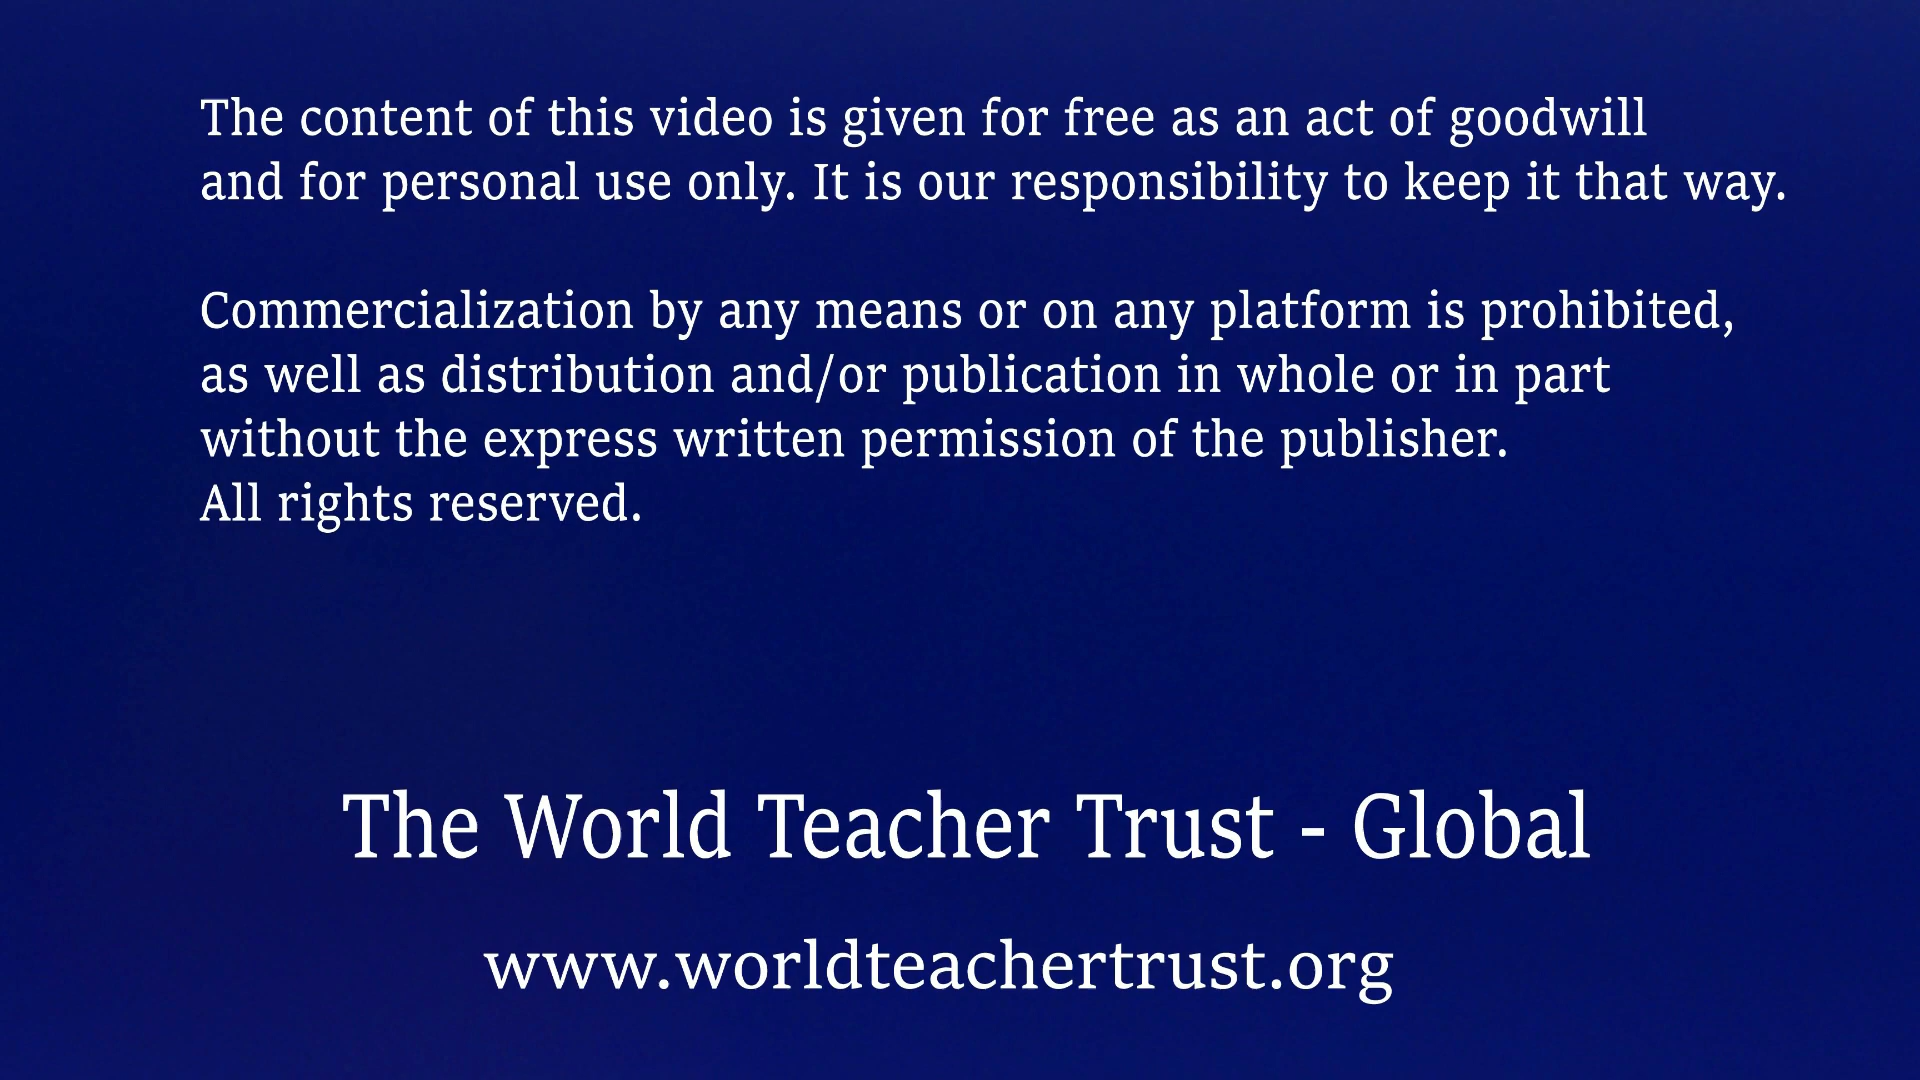 The content of this video is given for free as an act of goodwill
and for personal use only. It is our responsibility to keep it that way.
Commercialization by any means or on any platform is prohibited,
as well as distribution and/or publication in whole or in part
without the express written permission of the publisher.
All rights reserved.
The World Teacher Trust - Global
www.worldteachertrust.org